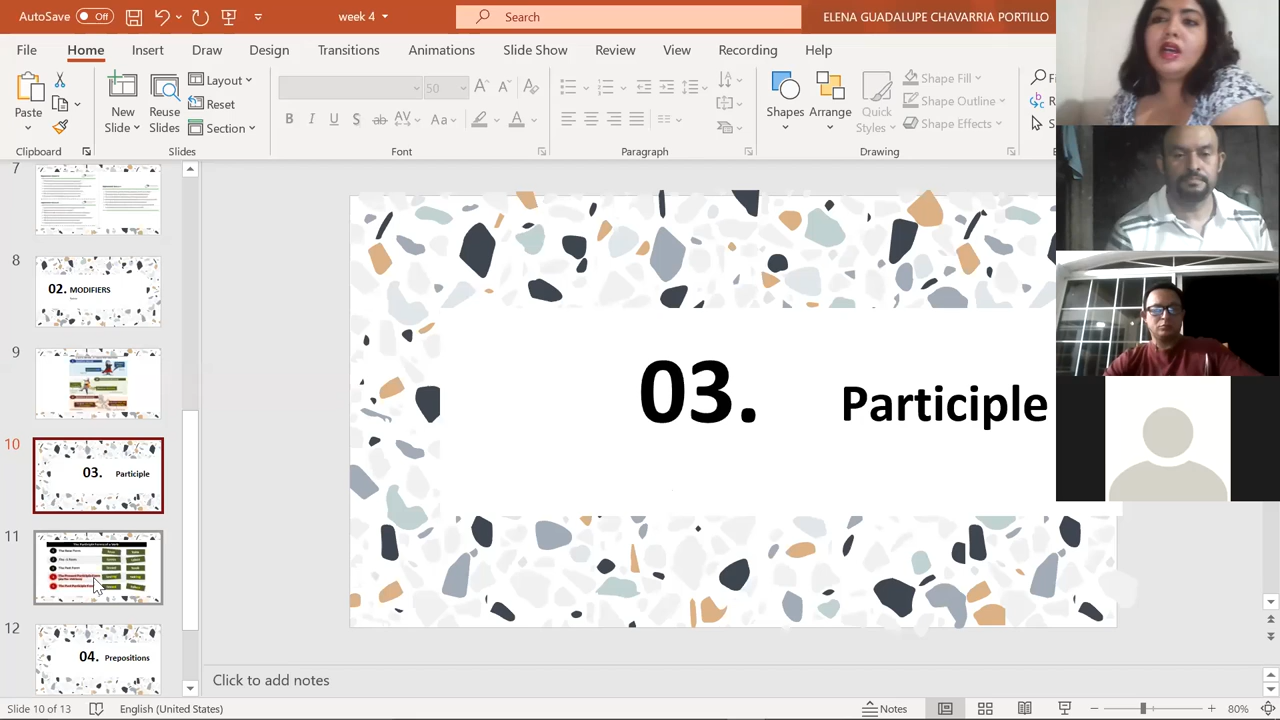 AutoSave Off week 4 Search ELENA GUADALUPE CHAVARRIA PORTILLO
File Home Insert Draw Design Transitions Animations Slide Show Review View Recording Help
Paste
New Slide
Reuse Slides
Layout
Reset
Section
Shapes
Arrange
Quick Styles
Shape Fill
Shape Outline
Shape Effects
Clipboard Slides Font Paragraph Drawing
7
8
02. MODIFIERS
9
10
03. Participle
11
12
04. Prepositions
03. Participle
Click to add notes
Slide 10 of 13 English (United States) Notes 80%